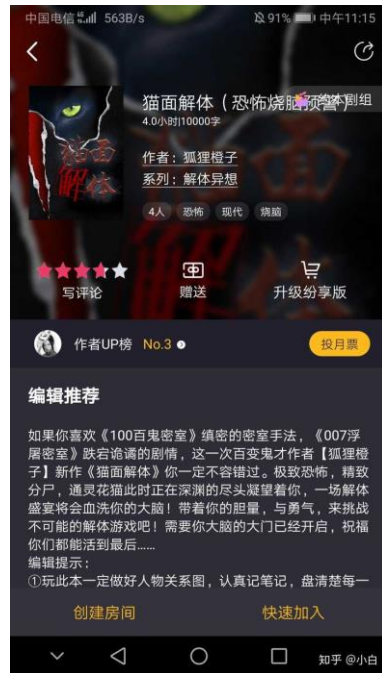 中国电信 563B/s 91% 中午11:15
猫面解体
猫面解体（恐怖烧脑预警）
本剧组
4.0小时|10000字
作者：狐狸橙子
系列：解体异想
4人 恐怖 现代 烧脑
写评论 赠送 升级纷享版
作者UP榜 No.3 投月票
编辑推荐
如果你喜欢《100百鬼密室》缜密的密室手法，《007浮
屠密室》跌宕诡谲的剧情，这一次百变鬼才作者【狐狸橙
子】新作《猫面解体》你一定不容错过。极致恐怖，精致
分尸，通灵花猫此时正在深渊的尽头凝望着你，一场解体
盛宴将会血洗你的大脑！带着你的胆量，与勇气，来挑战
不可能的解体游戏吧！需要你大脑的大门已经开启，祝福
你们都能活到最后......
编辑提示：
①玩此本一定做好人物关系图，认真记笔记，盘清楚每一
创建房间 快速加入
知乎 @小白